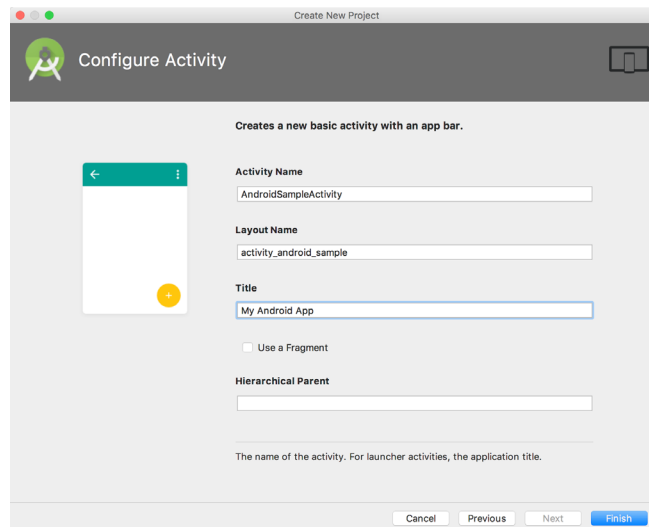 Create New Project
Configure Activity
Creates a new basic activity with an app bar.
Activity Name
AndroidSampleActivity
Layout Name
activity_android_sample
Title
My Android App
Use a Fragment
Hierarchical Parent
The name of the activity. For launcher activities, the application title.
Cancel Previous Next Finish